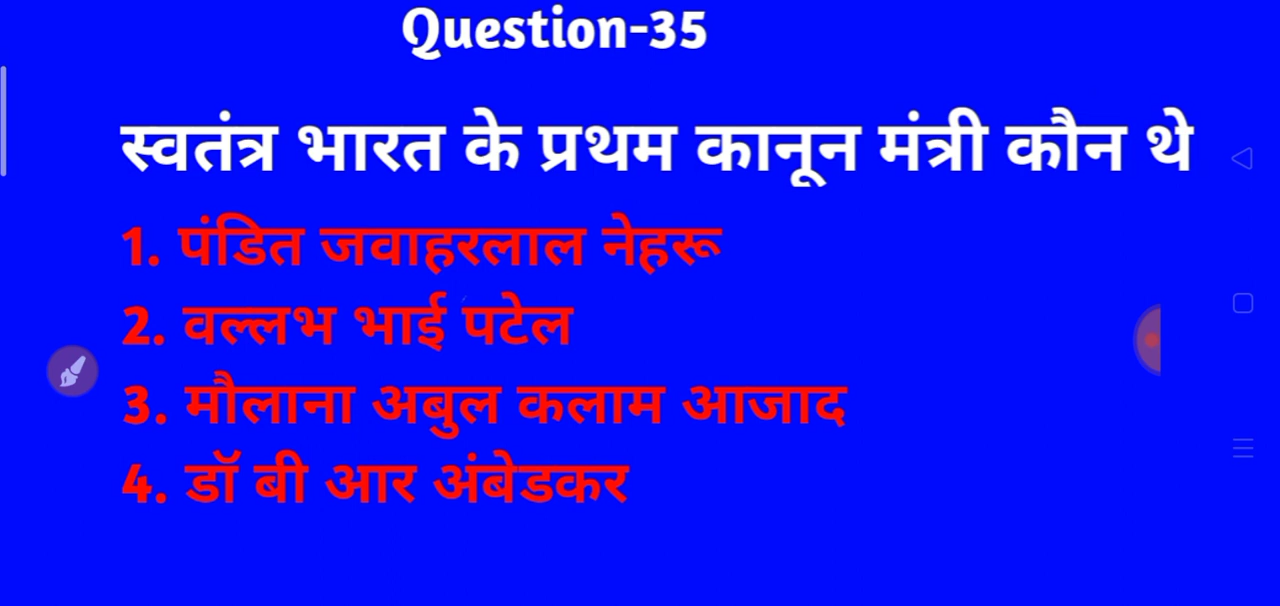 Question-35
स्वतंत्र भारत के प्रथम कानून मंत्री कौन थे
1. पंडित जवाहरलाल नेहरू
2. वल्लभ भाई पटेल
3. मौलाना अबुल कलाम आजाद
4. डॉ बी आर अंबेडकर